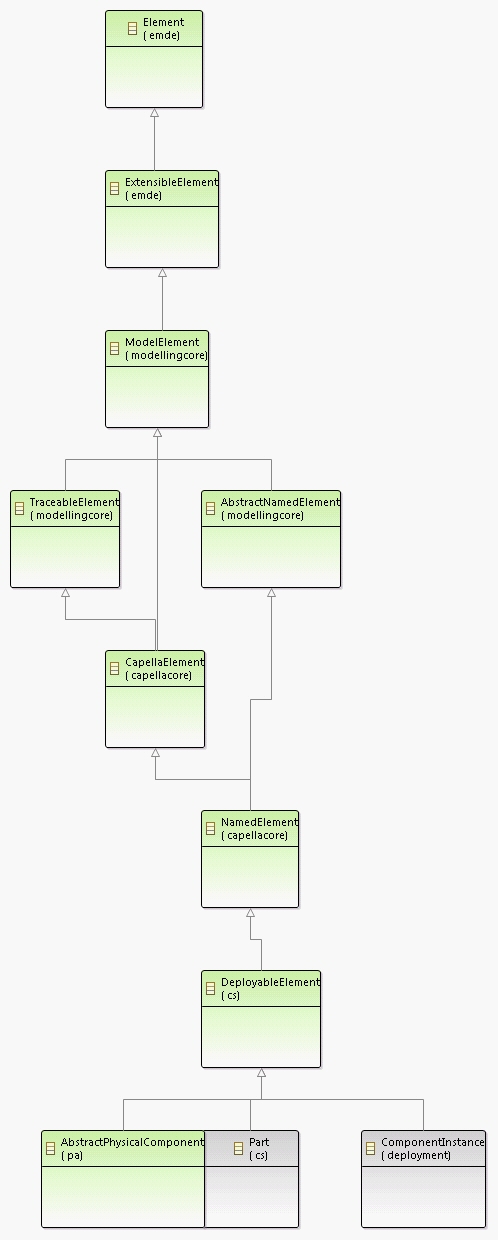 Element
( emde)
ExtensibleElement
( emde)
ModelElement
( modellingcore)
TraceableElement
( modellingcore)
AbstractNamedElement
( modellingcore)
CapellaElement
( capellacore)
NamedElement
( capellacore)
DeployableElement
( cs)
AbstractPhysicalComponent
( pa)
Part
( cs)
ComponentInstance
( deployment)